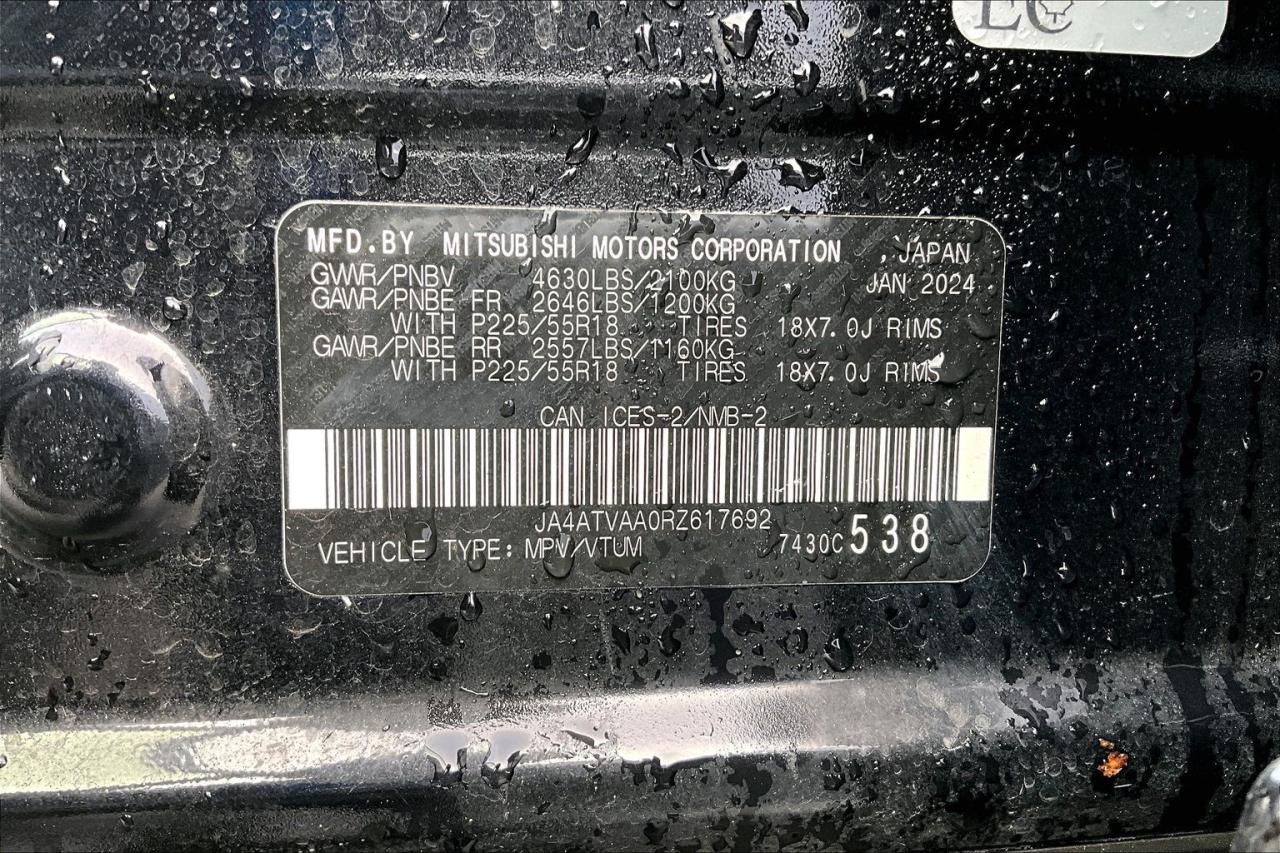 EC
MFD.BY MITSUBISHI MOTORS CORPORATION , JAPAN
GVWR/PNBV 4630LBS/2100KG JAN 2024
GAWR/PNBE FR 2646LBS/1200KG
WITH P225/55R18 TIRES 18X7.0J RIMS
GAWR/PNBE RR 2557LBS/1160KG
WITH P225/55R18 TIRES 18X7.0J RIMS
CAN ICES-2/NMB-2
JA4ATVAA0RZ617692
VEHICLE TYPE: MPV/VTUM 7430C 538